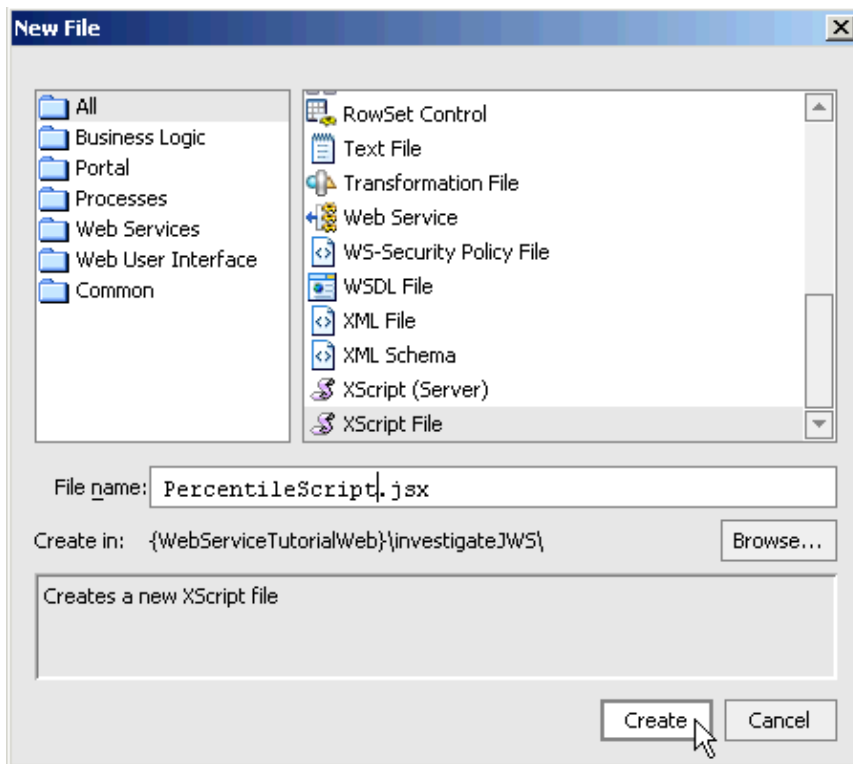 New File
All
Business Logic
Portal
Processes
Web Services
Web User Interface
Common
RowSet Control
Text File
Transformation File
Web Service
WS-Security Policy File
WSDL File
XML File
XML Schema
XScript (Server)
XScript File
File name: PercentileScript.jsx
Create in: {WebServiceTutorialWeb}\investigateJWS\ Browse...
Creates a new XScript file
Create Cancel